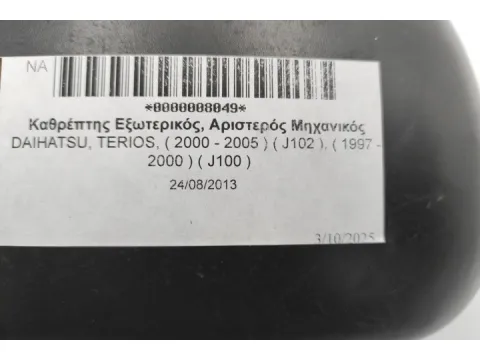 NA
*0000008049*
Καθρέπτης Εξωτερικός, Αριστερός Μηχανικός
DAIHATSU, TERIOS, ( 2000 - 2005 ) ( J102 ), ( 1997 -
2000 ) ( J100 )
24/08/2013
3/10/2025